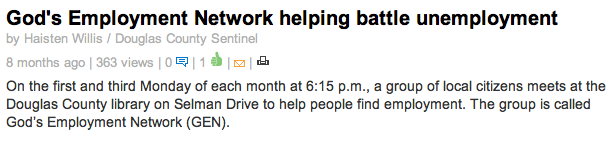 God's Employment Network helping battle unemployment
by Haisten Willis / Douglas County Sentinel
8 months ago | 363 views | 0 | 1 | | 
On the first and third Monday of each month at 6:15 p.m., a group of local citizens meets at the
Douglas County library on Selman Drive to help people find employment. The group is called
God's Employment Network (GEN).